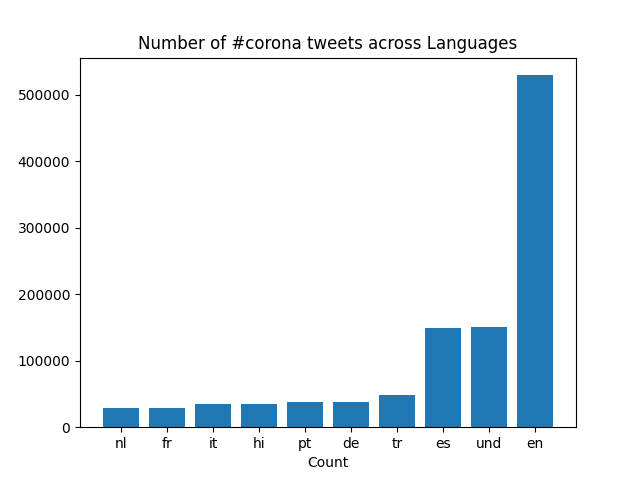 Number of #corona tweets across Languages
500000
400000
300000
200000
100000
0
nl fr it hi pt de tr es und en
Count